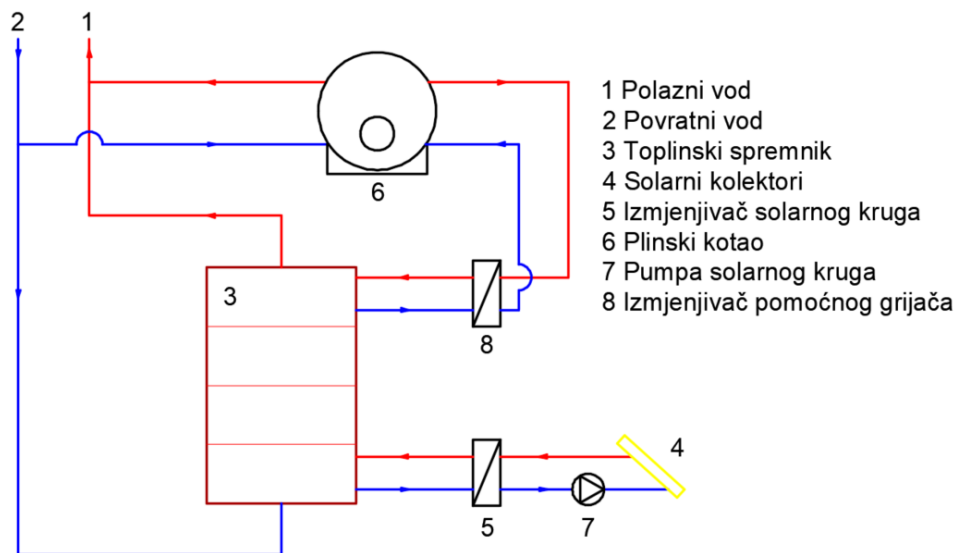 2
1
1 Polazni vod
2 Povratni vod
3 Toplinski spremnik
4 Solarni kolektori
5 Izmjenjivač solarnog kruga
6 Plinski kotao
7 Pumpa solarnog kruga
8 Izmjenjivač pomoćnog grijača
6
3
8
4
5
7